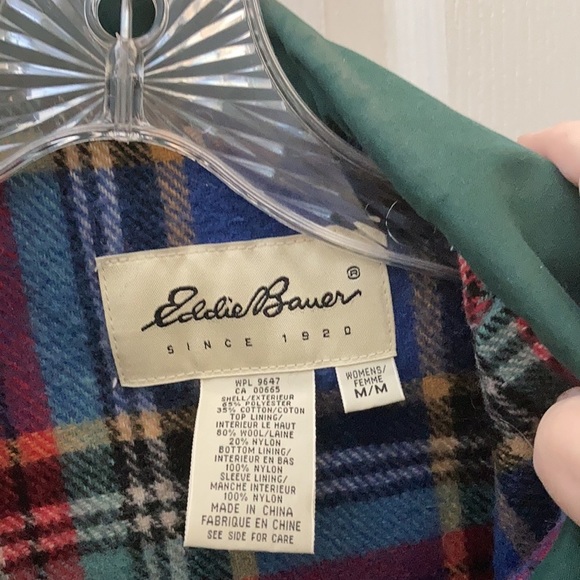 Eddie Bauer ®
SINCE 1920
WOMENS/
FEMME
M/M
WPL 9647
CA 00665
SHELL/EXTERIEUR
65% POLYESTER
35% COTTON/COTON
TOP LINING/
INTERIEUR LE HAUT
80% WOOL/LAINE
20% NYLON
BOTTOM LINING/
INTERIEUR EN BAS
100% NYLON
SLEEVE LINING/
MANCHE INTERIEUR
100% NYLON
MADE IN CHINA
FABRIQUE EN CHINE
SEE SIDE FOR CARE